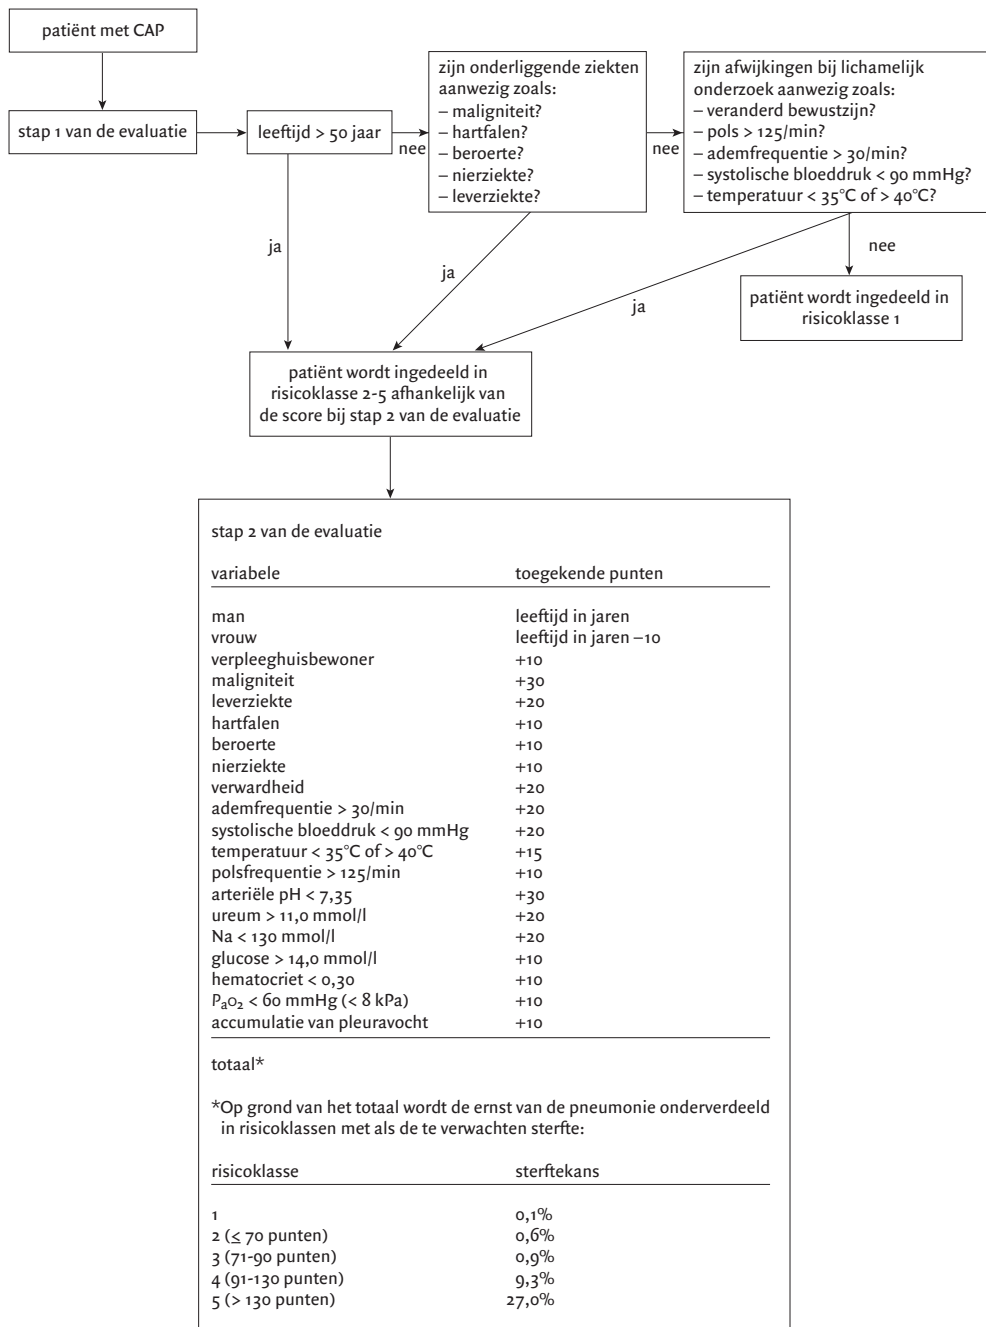 patiënt met CAP
stap 1 van de evaluatie
leeftijd > 50 jaar
nee
zijn onderliggende ziekten
aanwezig zoals:
– maligniteit?
– hartfalen?
– beroerte?
– nierziekte?
– leverziekte?
nee
zijn afwijkingen bij lichamelijk
onderzoek aanwezig zoals:
– veranderd bewustzijn?
– pols > 125/min?
– ademfrequentie > 30/min?
– systolische bloeddruk < 90 mmHg?
– temperatuur < 35°C of > 40°C?
ja
ja
ja
nee
patiënt wordt ingedeeld in
risicoklasse 1
patiënt wordt ingedeeld in
risicoklasse 2-5 afhankelijk van
de score bij stap 2 van de evaluatie
stap 2 van de evaluatie
variabele toegekende punten
man leeftijd in jaren
vrouw leeftijd in jaren –10
verpleeghuisbewoner +10
maligniteit +30
leverziekte +20
hartfalen +10
beroerte +10
nierziekte +10
verwardheid +20
ademfrequentie > 30/min +20
systolische bloeddruk < 90 mmHg +20
temperatuur < 35°C of > 40°C +15
polsfrequentie > 125/min +10
arteriële pH < 7,35 +30
ureum > 11,0 mmol/l +20
Na < 130 mmol/l +20
glucose > 14,0 mmol/l +10
hematocriet < 0,30 +10
PaO2 < 60 mmHg (< 8 kPa) +10
accumulatie van pleuravocht +10
totaal*
*Op grond van het totaal wordt de ernst van de pneumonie onderverdeeld
in risicoklassen met als de te verwachten sterfte:
risicoklasse sterftekans
1 0,1%
2 (≤ 70 punten) 0,6%
3 (71-90 punten) 0,9%
4 (91-130 punten) 9,3%
5 (> 130 punten) 27,0%